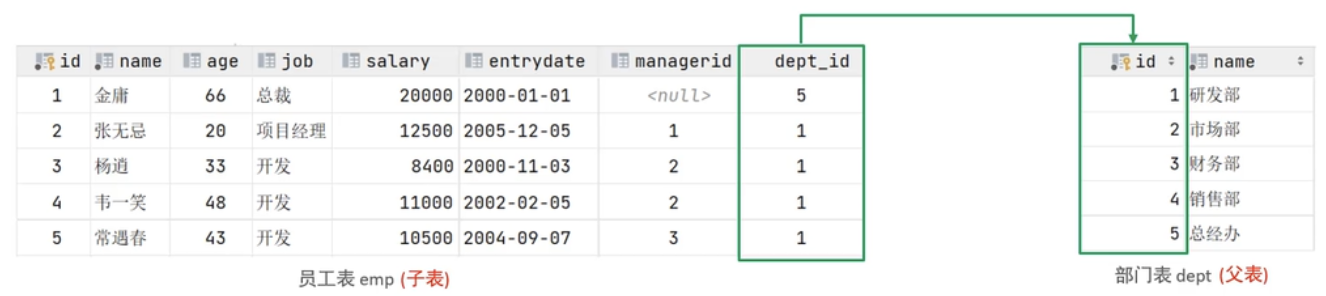 id name age job salary entrydate managerid dept_id id name
1 金庸 66 总裁 20000 2000-01-01 <null> 5 1 研发部
2 张无忌 20 项目经理 12500 2005-12-05 1 1 2 市场部
3 杨逍 33 开发 8400 2000-11-03 2 1 3 财务部
4 韦一笑 48 开发 11000 2002-02-05 2 1 4 销售部
5 常遇春 43 开发 10500 2004-09-07 3 1 5 总经办
员工表 emp (子表) 部门表 dept (父表)